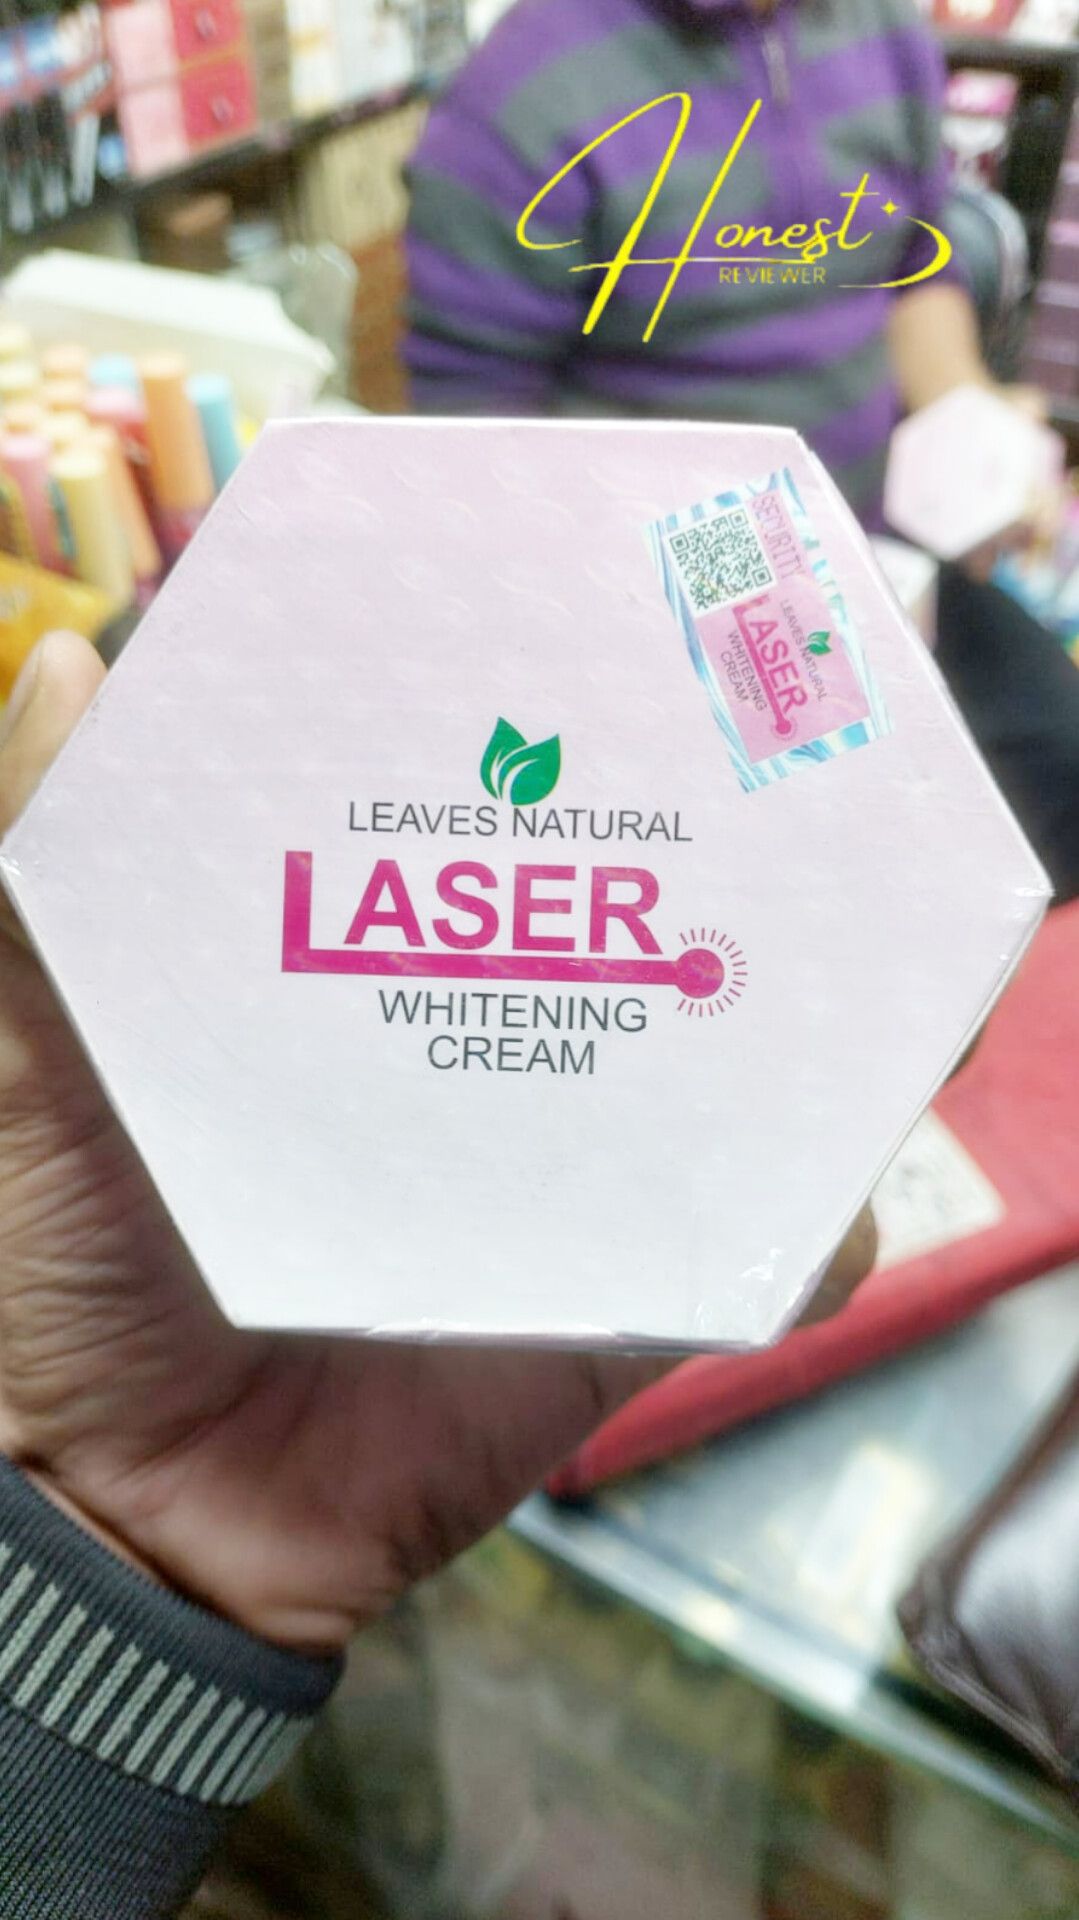 Honest
REVIEWER
SECURITY
LEAVES NATURAL
LASER
WHITENING
CREAM
LEAVES NATURAL
LASER
WHITENING
CREAM